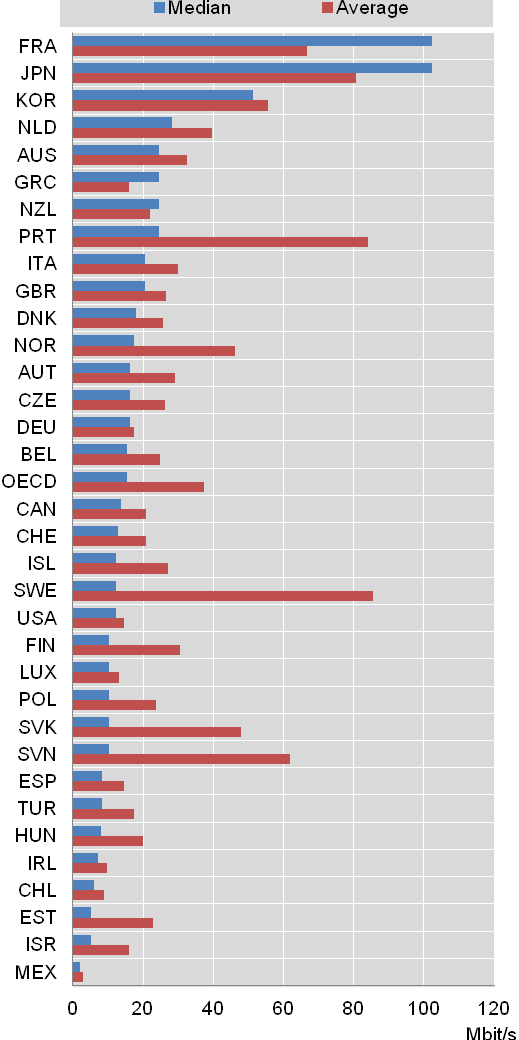 Median Average
FRA
JPN
KOR
NLD
AUS
GRC
NZL
PRT
ITA
GBR
DNK
NOR
AUT
CZE
DEU
BEL
OECD
CAN
CHE
ISL
SWE
USA
FIN
LUX
POL
SVK
SVN
ESP
TUR
HUN
IRL
CHL
EST
ISR
MEX
0 20 40 60 80 100 120
Mbit/s